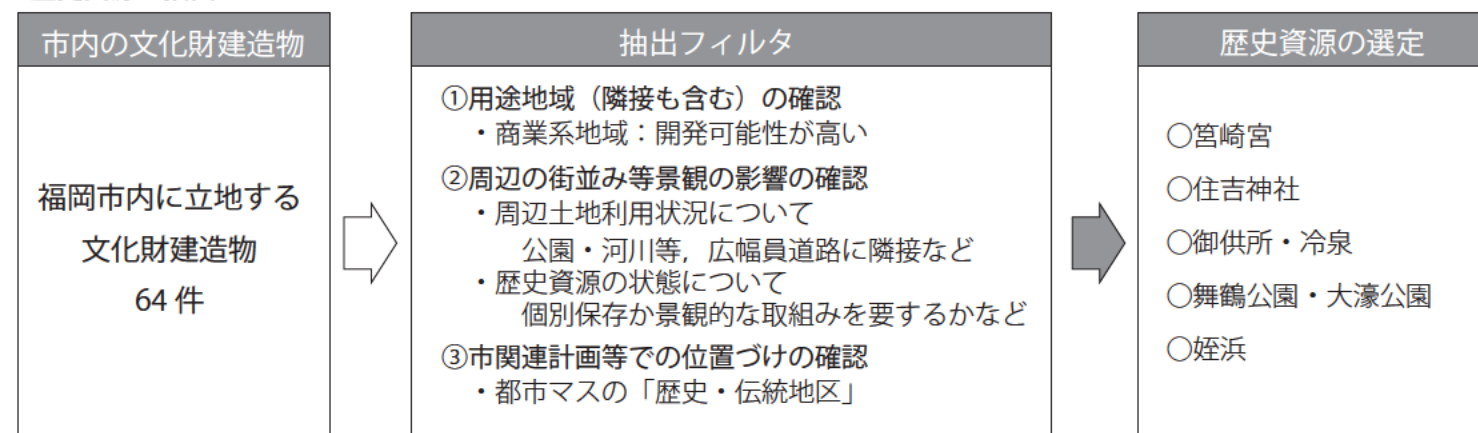 市内の文化財建造物
福岡市内に立地する
文化財建造物
64 件
抽出フィルタ
①用途地域（隣接も含む）の確認
・商業系地域：開発可能性が高い
②周辺の街並み等景観の影響の確認
・周辺土地利用状況について
公園・河川等，広幅員道路に隣接など
・歴史資源の状態について
個別保存か景観的な取組みを要するかなど
③市関連計画等での位置づけの確認
・都市マスの「歴史・伝統地区」
歴史資源の選定
○筥崎宮
○住吉神社
○御供所・冷泉
○舞鶴公園・大濠公園
○姪浜